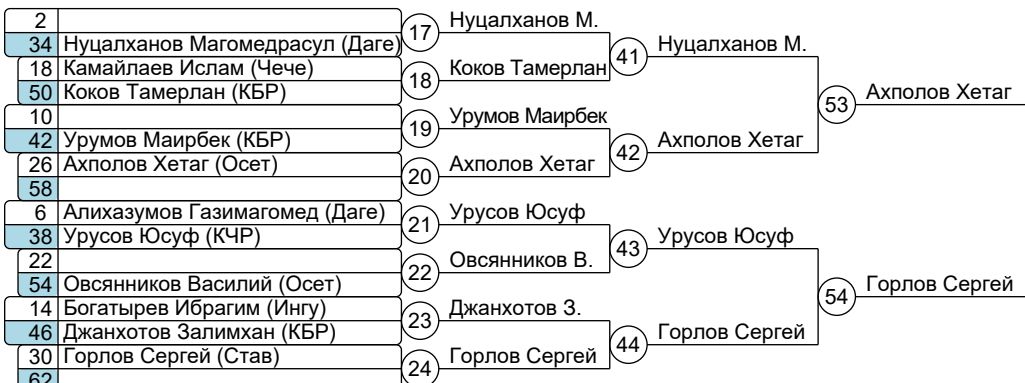 2
17
Нуцалханов М.
34 Нуцалханов Магомедрасул (Даге)
41
Нуцалханов М.
18 Камайлаев Ислам (Чече)
18
Коков Тамерлан
50 Коков Тамерлан (КБР)
53
Ахполов Хетаг
10
19
Урумов Маирбек
42 Урумов Маирбек (КБР)
42
Ахполов Хетаг
26 Ахполов Хетаг (Осет)
20
Ахполов Хетаг
58
6 Алихазумов Газимагомед (Даге)
21
Урусов Юсуф
38 Урусов Юсуф (КЧР)
43
Урусов Юсуф
22
22
Овсянников В.
54 Овсянников Василий (Осет)
54
Горлов Сергей
14 Богатырев Ибрагим (Ингу)
23
Джанхотов З.
46 Джанхотов Залимхан (КБР)
44
Горлов Сергей
30 Горлов Сергей (Став)
24
Горлов Сергей
62